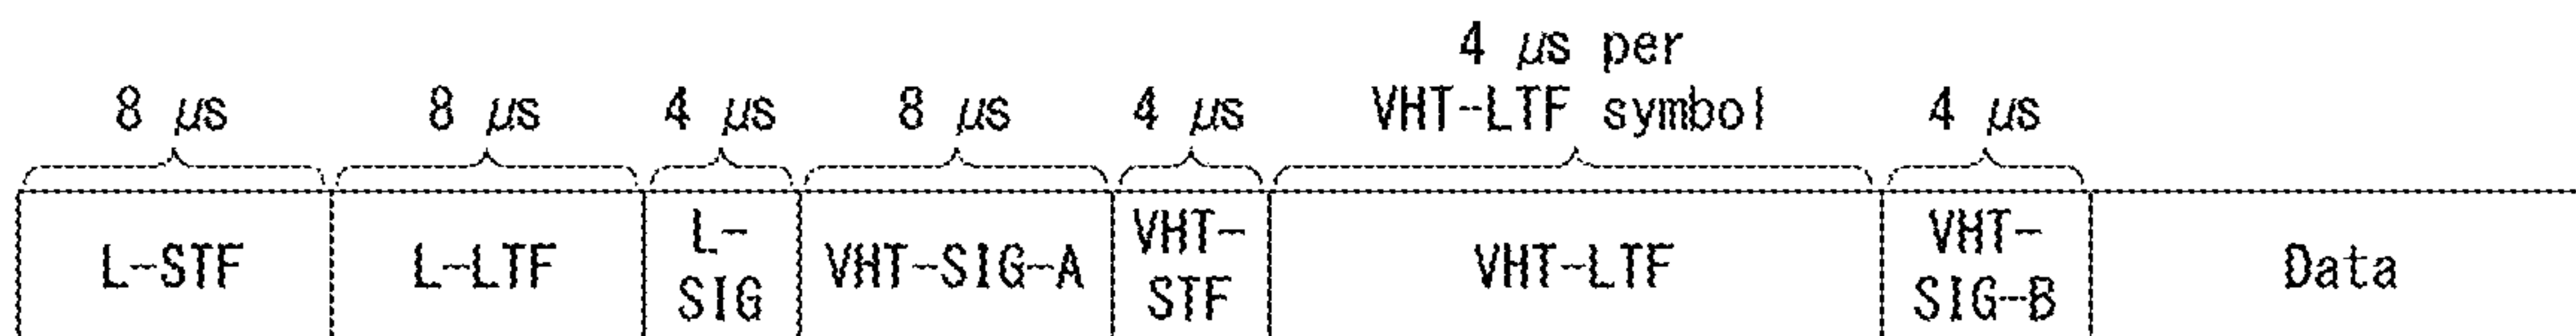 4 μs per
8 μs 8 μs 4 μs 8 μs 4 μs VHT-LTF symbol 4 μs
L-STF L-LTF L- SIG VHT-SIG-A VHT- STF VHT-LTF VHT- SIG-B Data